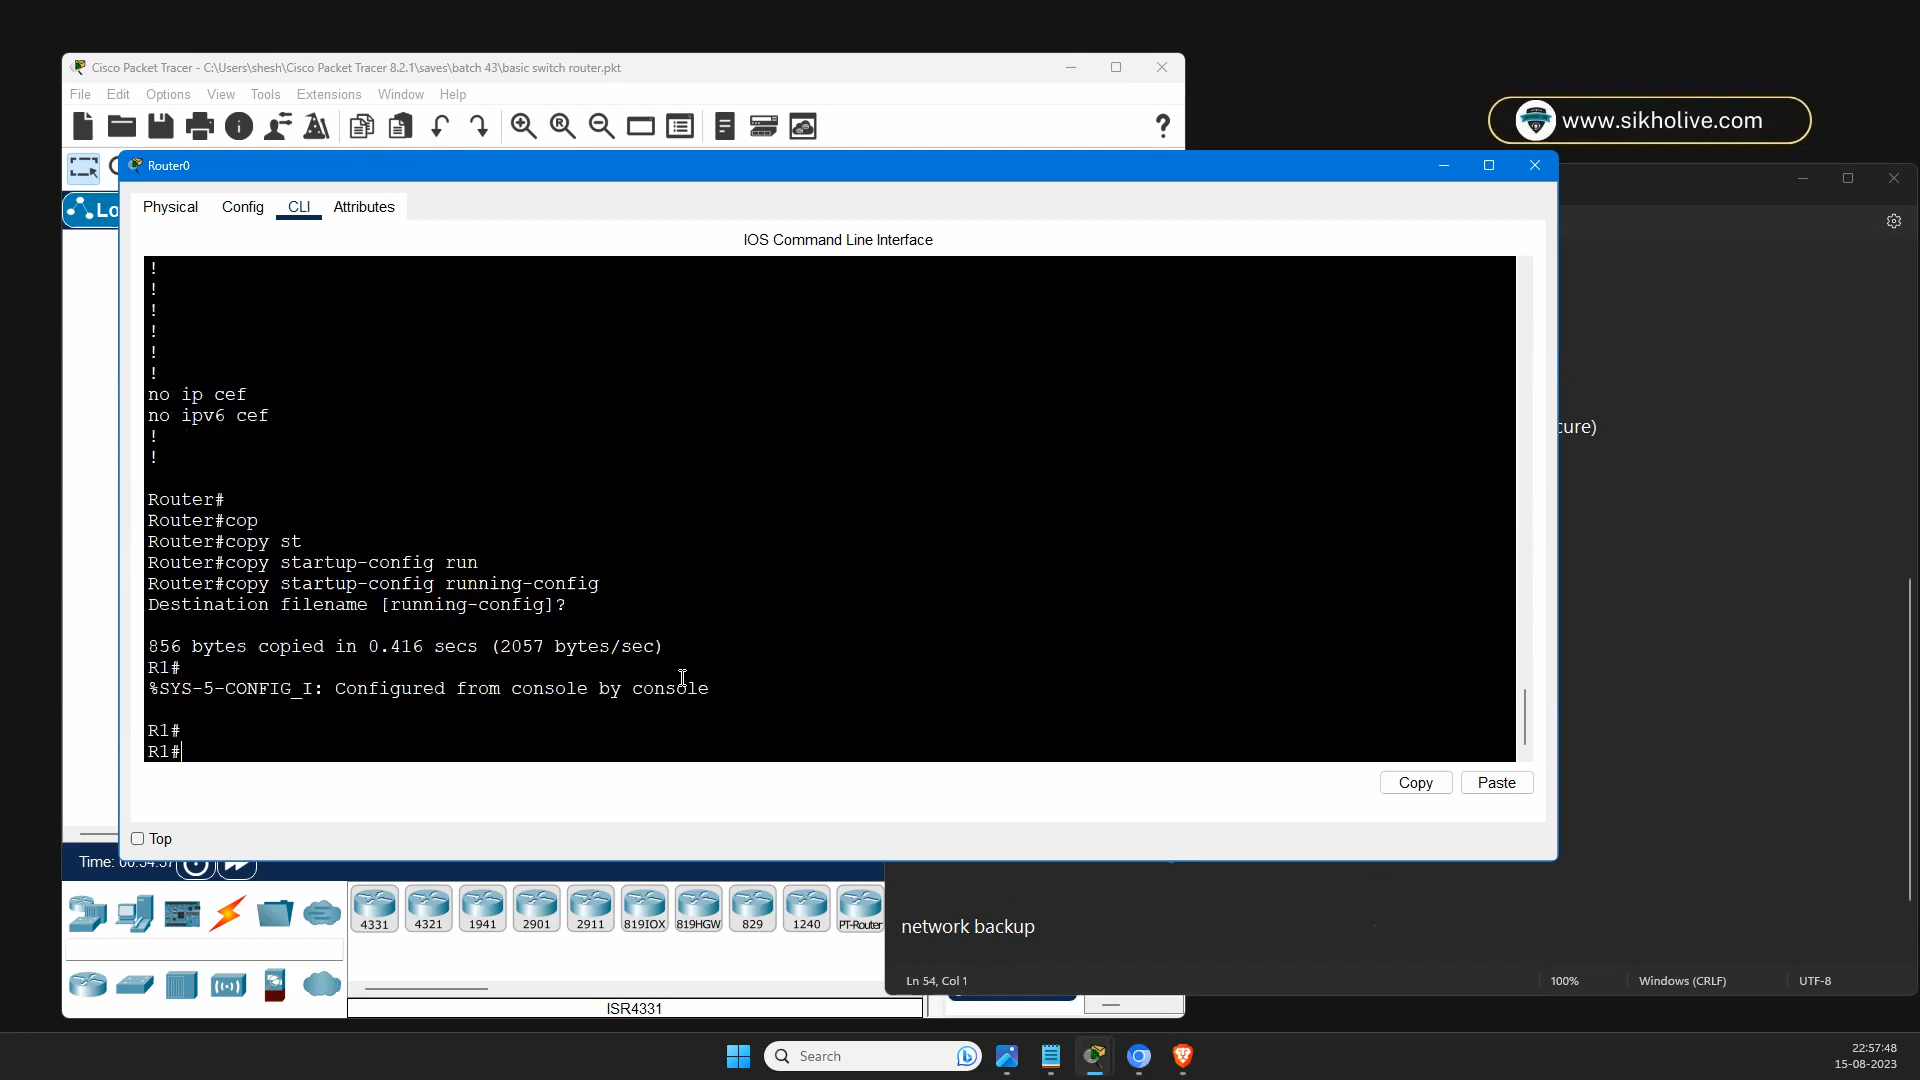 Cisco Packet Tracer - C:\Users\shesh\Cisco Packet Tracer 8.2.1\saves\batch 43\basic switch router.pkt
File Edit Options View Tools Extensions Window Help
www.sikholive.com
?
Router0
Lo
Physical Config CLI Attributes
IOS Command Line Interface
!
!
!
!
!
!
no ip cef
no ipv6 cef
!
!
cure)
Router#
Router#cop
Router#copy st
Router#copy startup-config run
Router#copy startup-config running-config
Destination filename [running-config]?
856 bytes copied in 0.416 secs (2057 bytes/sec)
R1#
%SYS-5-CONFIG_I: Configured from console by console
R1#
R1#
Copy Paste
Top
Time: 00:54:57
4331 4321 1941 2901 2911 819IOX 819HGW 829 1240 PT-Router
network backup
Ln 54, Col 1 100% Windows (CRLF) UTF-8
ISR4331
Search
22:57:48
15-08-2023